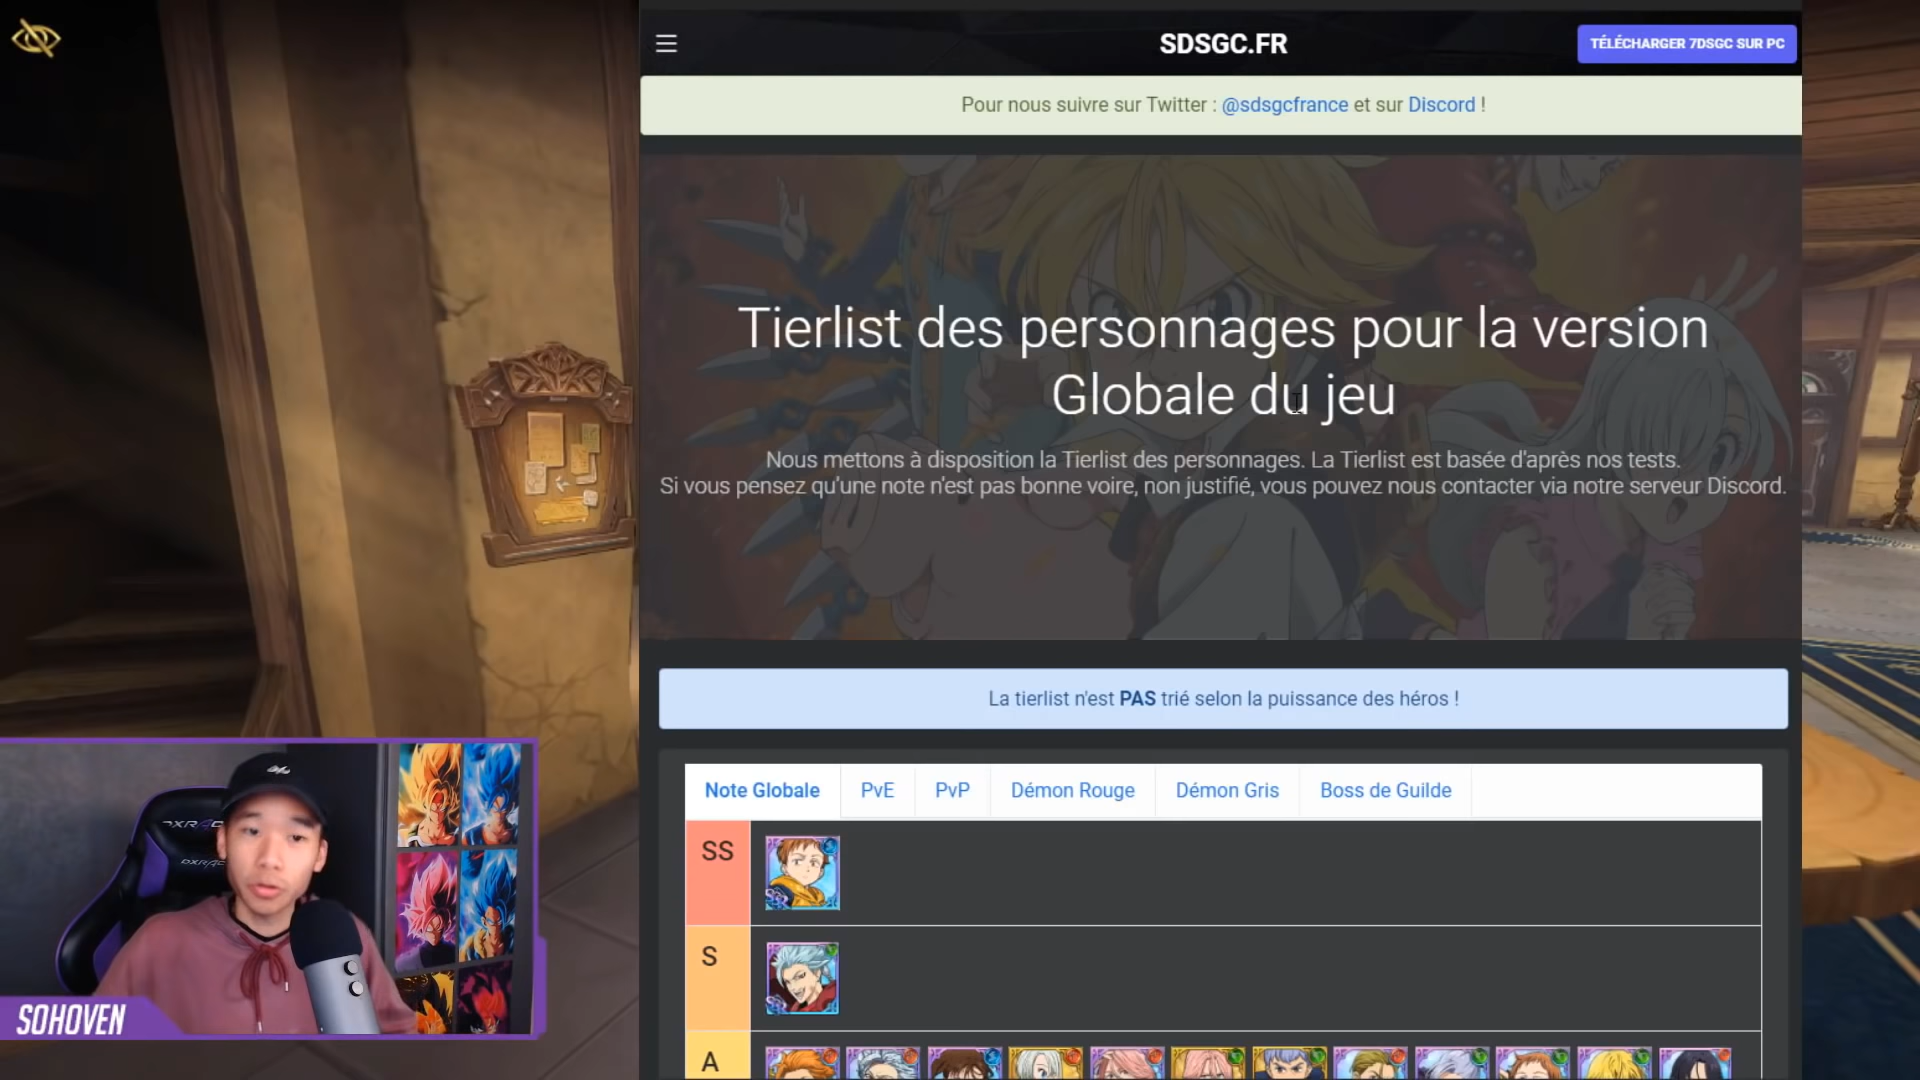 SDSGC.FR
TÉLÉCHARGER 7DSGC SUR PC
Pour nous suivre sur Twitter : @sdsgcfrance et sur Discord !
Tierlist des personnages pour la version
Globale du jeu
Nous mettons à disposition la Tierlist des personnages. La Tierlist est basée d'après nos tests.
Si vous pensez qu'une note n'est pas bonne voire, non justifié, vous pouvez nous contacter via notre serveur Discord.
La tierlist n'est PAS trié selon la puissance des héros !
Note Globale PvE PvP Démon Rouge Démon Gris Boss de Guilde
SS
S
A
SOHOVEN